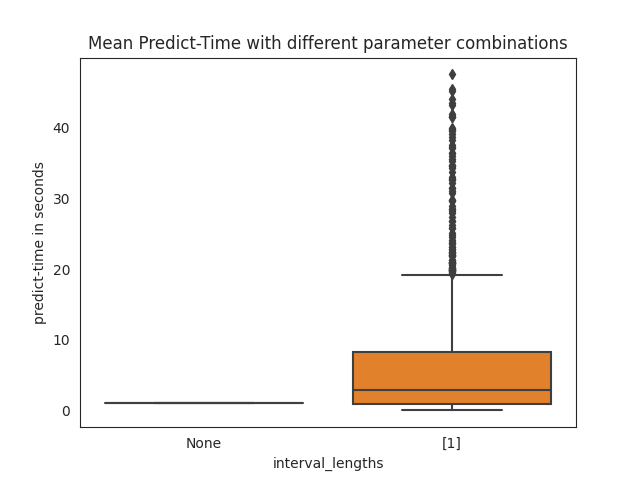 Mean Predict-Time with different parameter combinations
predict-time in seconds
40
30
20
10
0
None
[1]
interval_lengths